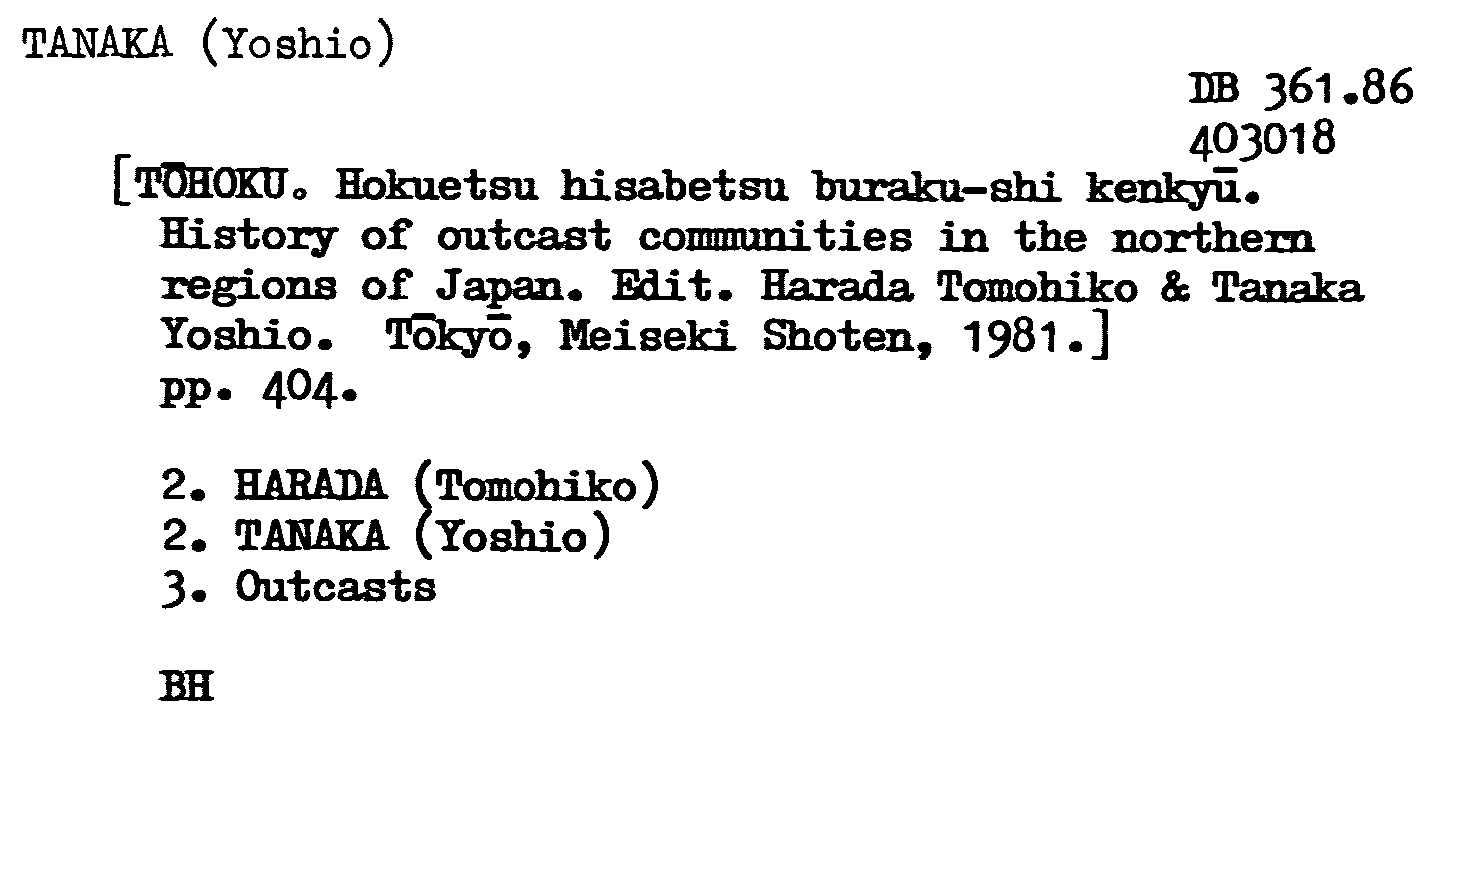 TANAKA (Yoshio)
DB 361.86
403018
[TŌHOKU. Hokuetsu hisabetsu buraku-shi kenkyū.
History of outcast communities in the northern
regions of Japan. Edit. Harada Tomohiko & Tanaka
Yoshio. Tōkyō, Meiseki Shoten, 1981.]
pp. 404.
2. HARADA (Tomohiko)
2. TANAKA (Yoshio)
3. Outcasts
BH